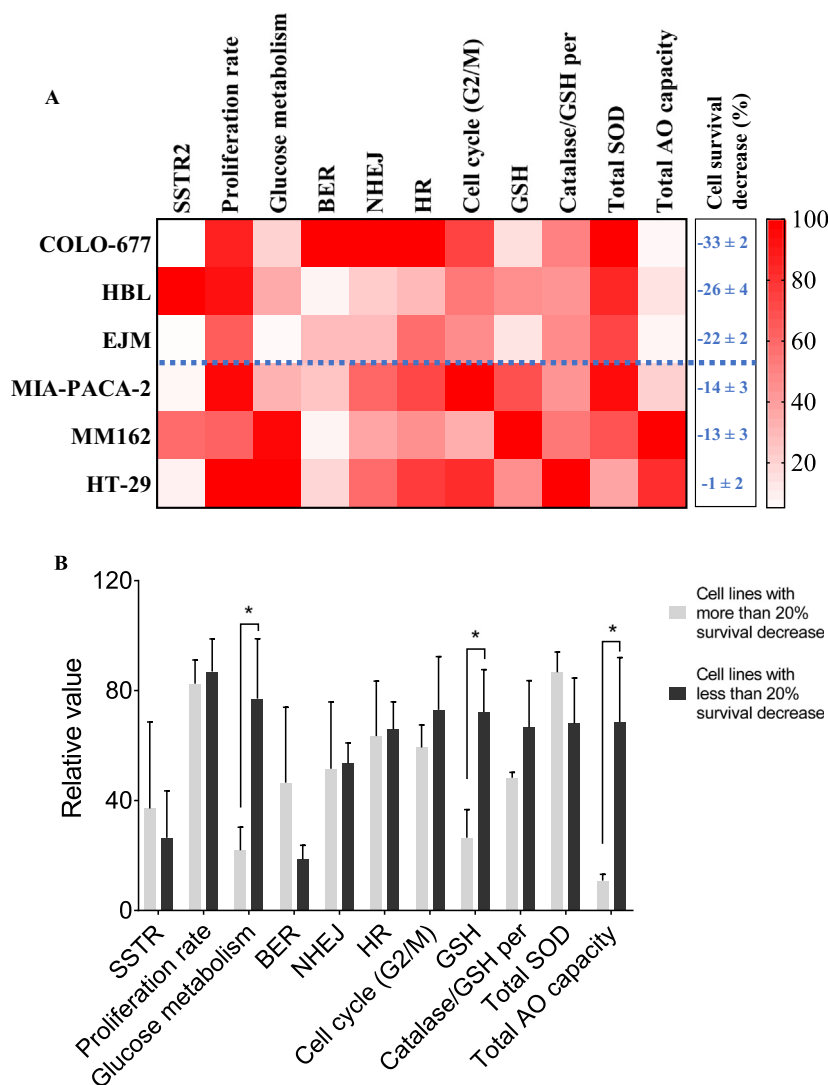 A
SSTR2
Proliferation rate
Glucose metabolism
BER
NHEJ
HR
Cell cycle (G2/M)
GSH
Catalase/GSH per
Total SOD
Total AO capacity
Cell survival
decrease (%)
COLO-677
HBL
EJM
MIA-PACA-2
MM162
HT-29
-33 ± 2
-26 ± 4
-22 ± 2
-14 ± 3
-13 ± 3
-1 ± 2
100
80
60
40
20
B
Relative value
120
80
40
0
*
*
*
Cell lines with
more than 20%
survival decrease
Cell lines with
less than 20%
survival decrease
SSTR
Proliferation rate
Glucose metabolism
BER
NHEJ
HR
Cell cycle (G2/M)
GSH
Catalase/GSH per
Total SOD
Total AO capacity